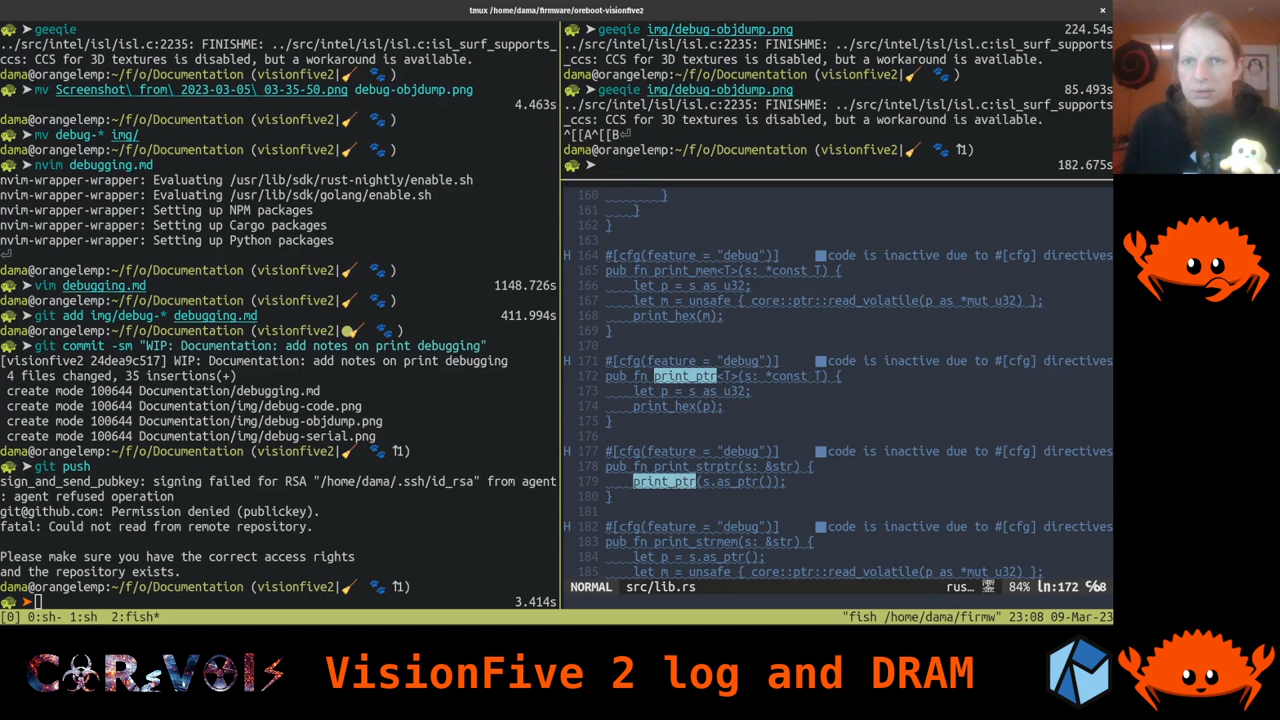 tmux /home/dama/firmware/oreboot-visionfive2
➤ geeqie
../src/intel/isl/isl.c:2235: FINISHME: ../src/intel/isl/isl.c:isl_surf_supports_
ccs: CCS for 3D textures is disabled, but a workaround is available.
dama@orangelemp:~/f/o/Documentation (visionfive2|🧹 🐾 )
➤ mv Screenshot\ from\ 2023-03-05\ 03-35-50.png debug-objdump.png
4.463s
dama@orangelemp:~/f/o/Documentation (visionfive2|🧹 🐾 )
➤ mv debug-* img/
dama@orangelemp:~/f/o/Documentation (visionfive2|🧹 🐾 )
➤ nvim debugging.md
nvim-wrapper-wrapper: Evaluating /usr/lib/sdk/rust-nightly/enable.sh
nvim-wrapper-wrapper: Evaluating /usr/lib/sdk/golang/enable.sh
nvim-wrapper-wrapper: Setting up NPM packages
nvim-wrapper-wrapper: Setting up Cargo packages
nvim-wrapper-wrapper: Setting up Python packages
⏎
dama@orangelemp:~/f/o/Documentation (visionfive2|🧹 🐾 )
➤ vim debugging.md 1148.726s
dama@orangelemp:~/f/o/Documentation (visionfive2|🧹 🐾 )
➤ git add img/debug-* debugging.md 411.994s
dama@orangelemp:~/f/o/Documentation (visionfive2|🧹 🐾 )
➤ git commit -sm "WIP: Documentation: add notes on print debugging"
[visionfive2 24dea9c517] WIP: Documentation: add notes on print debugging
4 files changed, 35 insertions(+)
create mode 100644 Documentation/debugging.md
create mode 100644 Documentation/img/debug-code.png
create mode 100644 Documentation/img/debug-objdump.png
create mode 100644 Documentation/img/debug-serial.png
dama@orangelemp:~/f/o/Documentation (visionfive2|🧹 🐾 ⇡1)
➤ git push
sign_and_send_pubkey: signing failed for RSA "/home/dama/.ssh/id_rsa" from agent
: agent refused operation
git@github.com: Permission denied (publickey).
fatal: Could not read from remote repository.
Please make sure you have the correct access rights
and the repository exists.
dama@orangelemp:~/f/o/Documentation (visionfive2|🧹 🐾 ⇡1)
➤ 3.414s
➤ geeqie img/debug-objdump.png 224.54s
../src/intel/isl/isl.c:2235: FINISHME: ../src/intel/isl/isl.c:isl_surf_supports_
ccs: CCS for 3D textures is disabled, but a workaround is available.
dama@orangelemp:~/f/o/Documentation (visionfive2|🧹 🐾 )
➤ geeqie img/debug-objdump.png 85.493s
../src/intel/isl/isl.c:2235: FINISHME: ../src/intel/isl/isl.c:isl_surf_supports_
ccs: CCS for 3D textures is disabled, but a workaround is available.
^[[A^[[B⏎
dama@orangelemp:~/f/o/Documentation (visionfive2|🧹 🐾 ⇡1)
➤ 182.675s
160 }
161 }
162 }
163
H 164 #[cfg(feature = "debug")] ■code is inactive due to #[cfg] directives
165 pub fn print_mem<T>(s: *const T) {
166 let p = s as u32;
167 let m = unsafe { core::ptr::read_volatile(p as *mut u32) };
168 print_hex(m);
169 }
170
H 171 #[cfg(feature = "debug")] ■code is inactive due to #[cfg] directives
172 pub fn print_ptr<T>(s: *const T) {
173 let p = s as u32;
174 print_hex(p);
175 }
176
H 177 #[cfg(feature = "debug")] ■code is inactive due to #[cfg] directives
178 pub fn print_strptr(s: &str) {
179 print_ptr(s.as_ptr());
180 }
181
H 182 #[cfg(feature = "debug")] ■code is inactive due to #[cfg] directives
183 pub fn print_strmem(s: &str) {
184 let p = s.as_ptr();
185 let m = unsafe { core::ptr::read_volatile(p as *mut u32) };
NORMAL src/lib.rs rus… 84% ㏑:172 ℅:8
[0] 0:sh- 1:sh 2:fish* "fish /home/dama/firmw" 23:08 09-Mar-23
VisionFive 2 log and DRAM